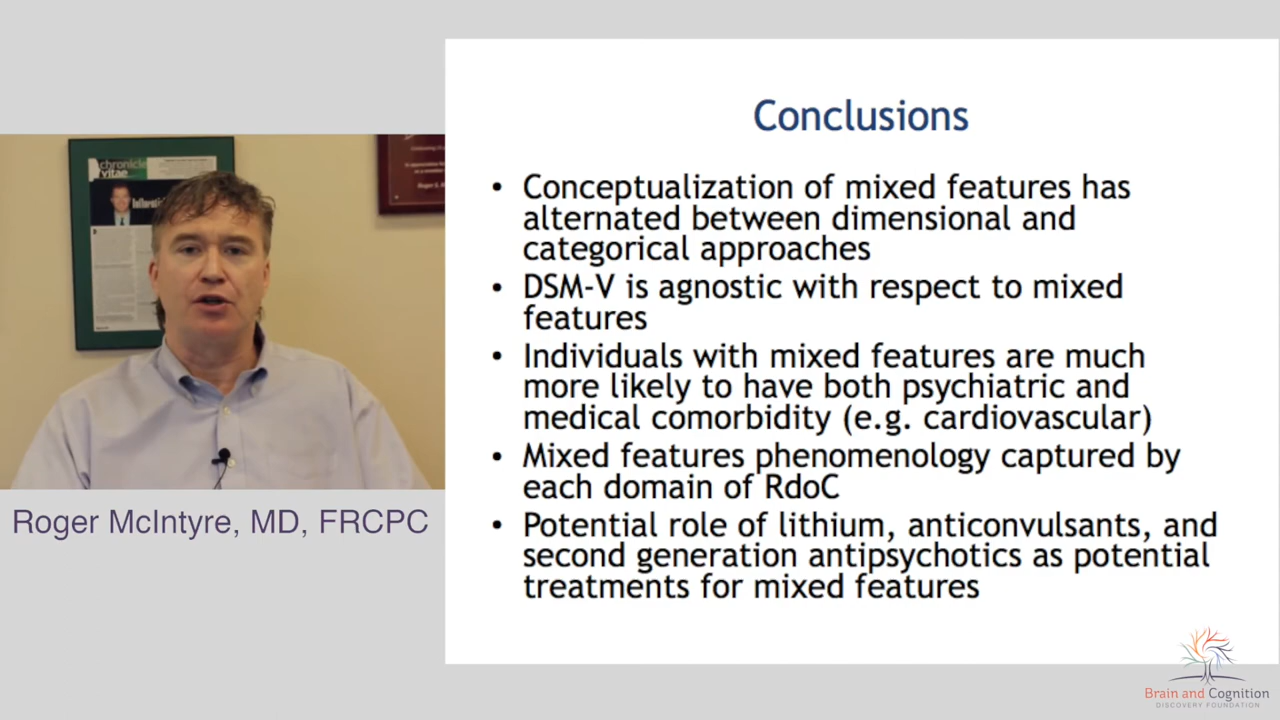 Conclusions
• Conceptualization of mixed features has
alternated between dimensional and
categorical approaches
• DSM-V is agnostic with respect to mixed
features
• Individuals with mixed features are much
more likely to have both psychiatric and
medical comorbidity (e.g. cardiovascular)
• Mixed features phenomenology captured by
each domain of RdoC
• Potential role of lithium, anticonvulsants, and
second generation antipsychotics as potential
treatments for mixed features
chronicle
vitae
Roger McIntyre, MD, FRCPC
Brain and Cognition
DISCOVERY FOUNDATION